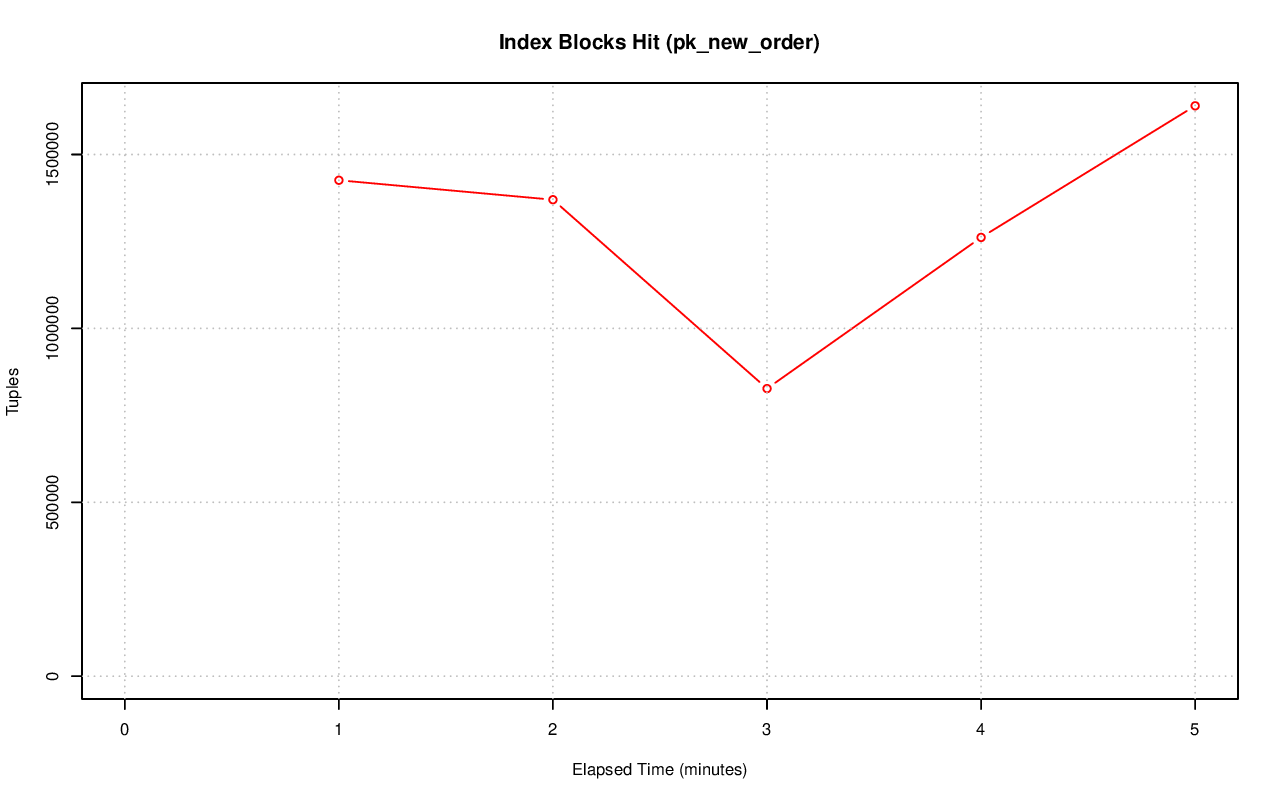 Index Blocks Hit (pk_new_order)
1500000
1000000
500000
0
Tuples
0 1 2 3 4 5
Elapsed Time (minutes)